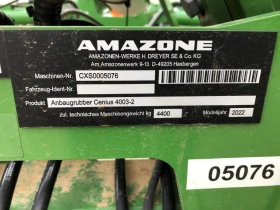 AMAZONE
AMAZONEN-WERKE H. DREYER SE & Co. KG
Am Amazonenwerk 9-13 D-49205 Hasbergen
Maschinen-Nr. CXS0005076
Fahrzeug-Ident-Nr.
Produkt Anbaugrubber Cenius 4003-2
zul. technisches Maschinengewicht kg 4400 Modelljahr 2022
05076